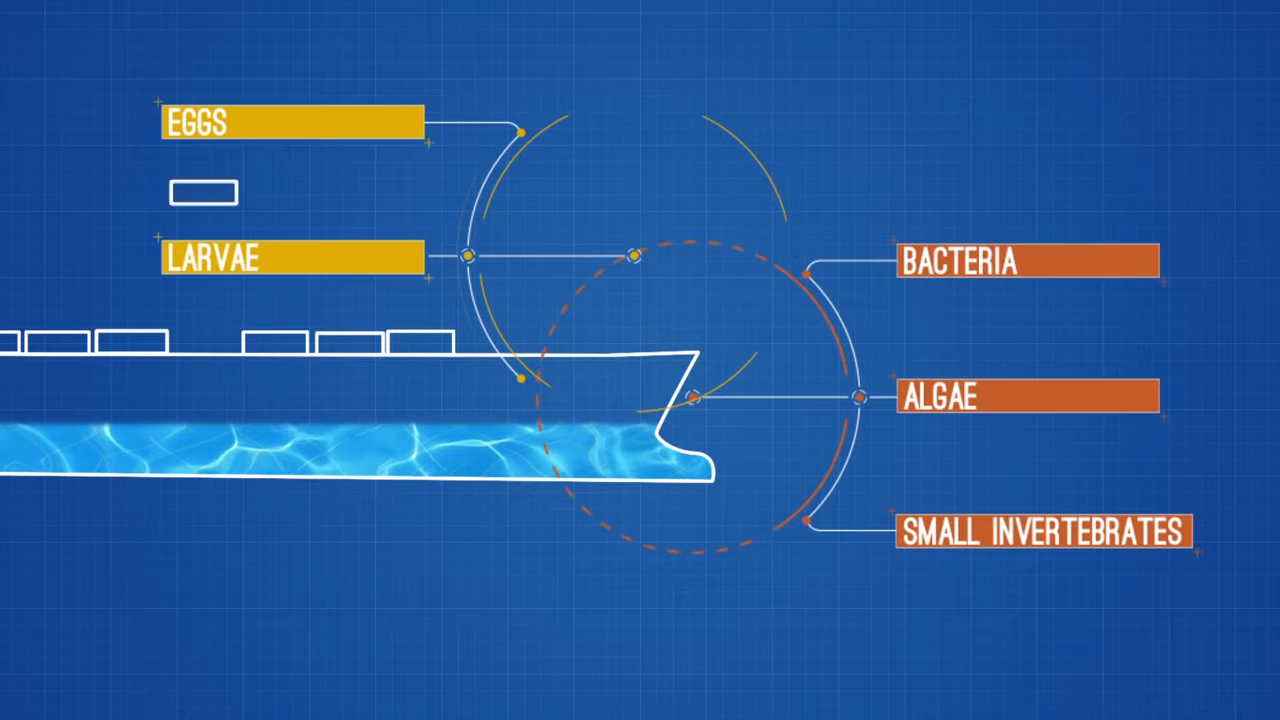 EGGS
LARVAE
BACTERIA
ALGAE
SMALL INVERTEBRATES